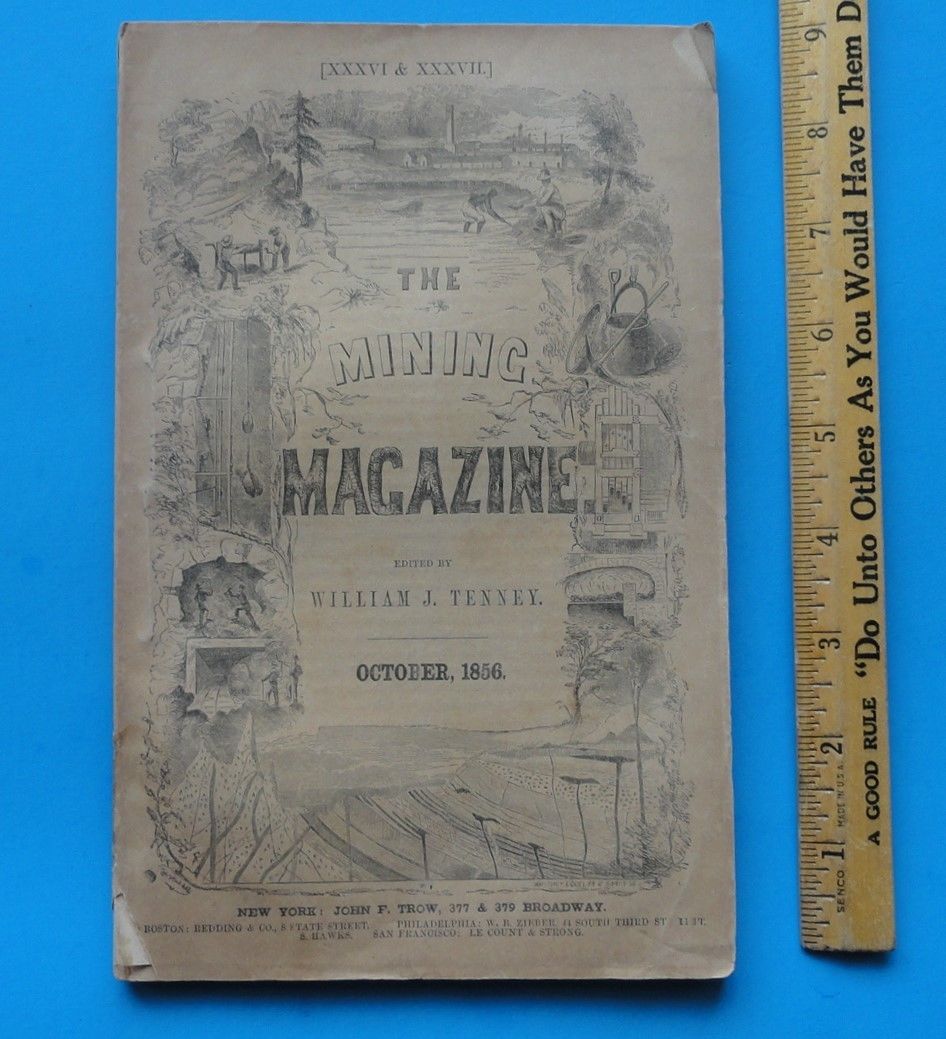 [XXXVI & XXXVII.]
THE
MINING
MAGAZINE.
EDITED BY
WILLIAM J. TENNEY.
OCTOBER, 1856.
NEW YORK: JOHN F. TROW, 377 & 379 BROADWAY.
BOSTON: REDDING & CO., 8 STATE STREET. PHILADELPHIA: W. B. ZIEBER, 44 SOUTH THIRD ST
S. HAWKS. SAN FRANCISCO: LE COUNT & STRONG.
A GOOD RULE "Do Unto Others As You Would Have Them D
SENCO MADE IN U.S.A.
1 2 3 4 5 6 7 8 9